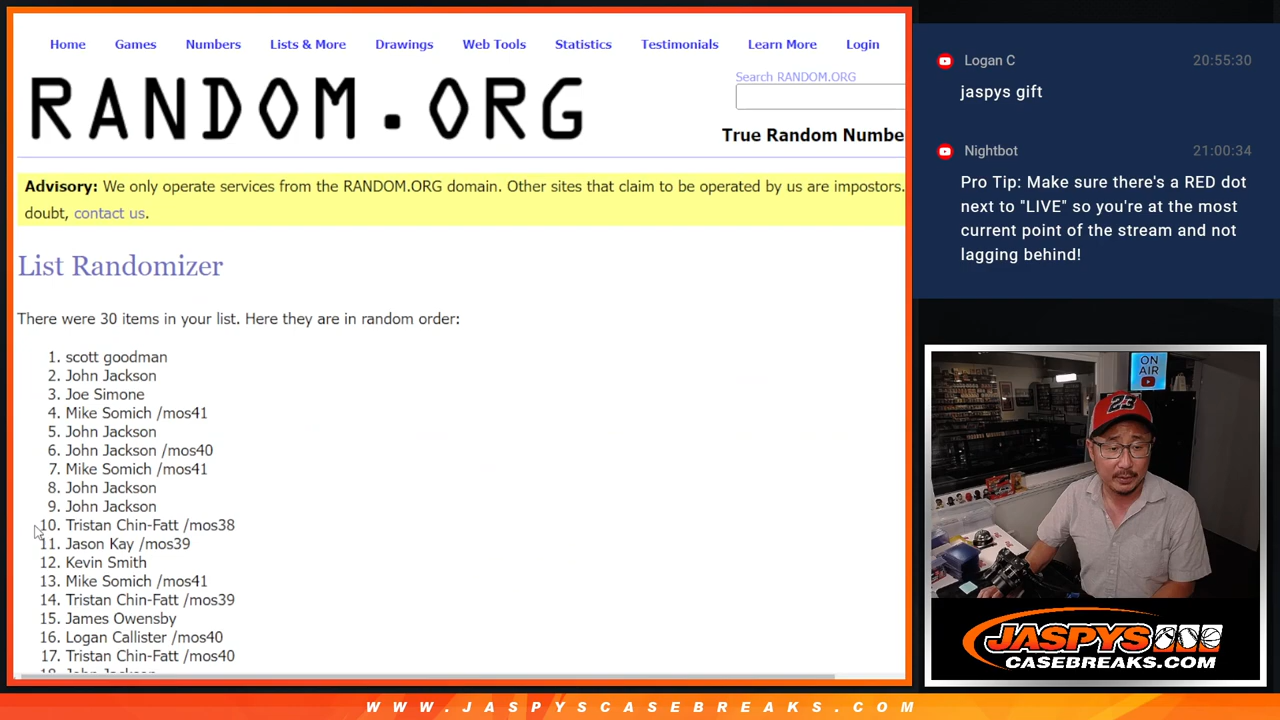 Home Games Numbers Lists & More Drawings Web Tools Statistics Testimonials Learn More Login
RANDOM.ORG
Search RANDOM.ORG
True Random Numbe
Advisory: We only operate services from the RANDOM.ORG domain. Other sites that claim to be operated by us are impostors.
doubt, contact us.
List Randomizer
There were 30 items in your list. Here they are in random order:
1. scott goodman
2. John Jackson
3. Joe Simone
4. Mike Somich /mos41
5. John Jackson
6. John Jackson /mos40
7. Mike Somich /mos41
8. John Jackson
9. John Jackson
10. Tristan Chin-Fatt /mos38
11. Jason Kay /mos39
12. Kevin Smith
13. Mike Somich /mos41
14. Tristan Chin-Fatt /mos39
15. James Owensby
16. Logan Callister /mos40
17. Tristan Chin-Fatt /mos40
18. John Jackson
Logan C 20:55:30
jaspys gift
Nightbot 21:00:34
Pro Tip: Make sure there's a RED dot
next to "LIVE" so you're at the most
current point of the stream and not
lagging behind!
ON
AIR
23
JASPYS
CASEBREAKS.COM
WWW.JASPYSCASEBREAKS.COM